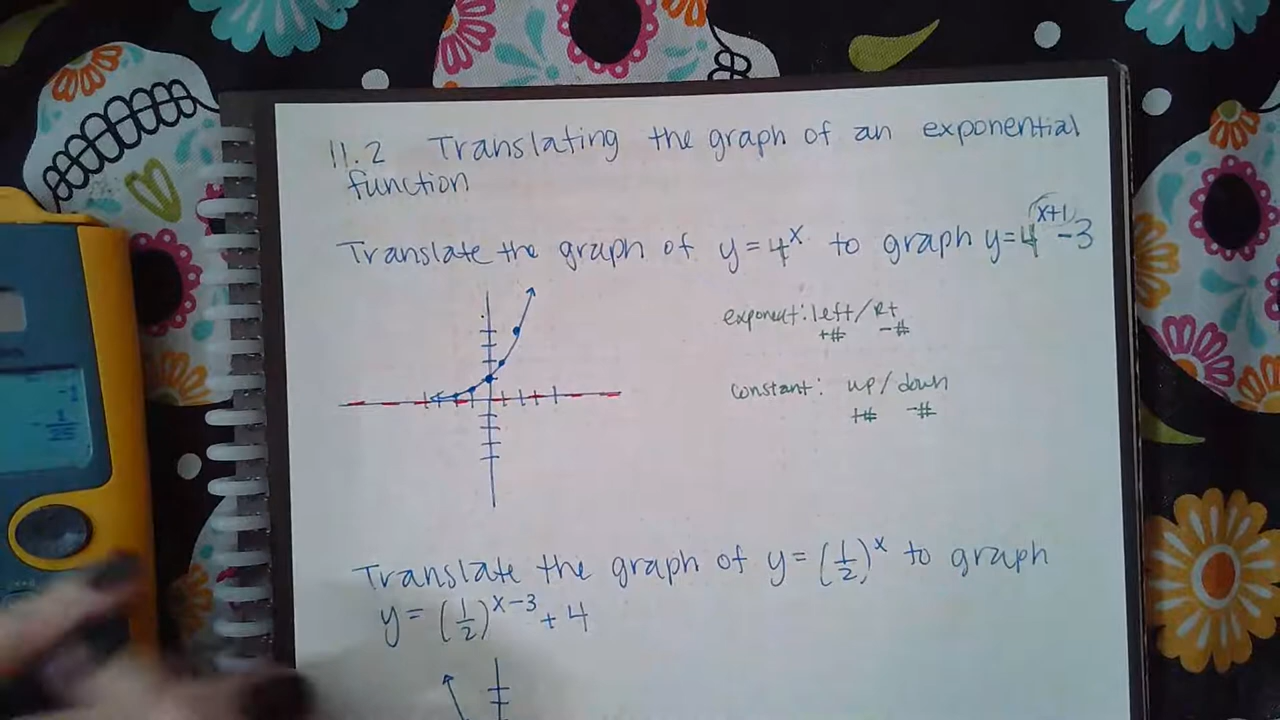 11.2 Translating the graph of an exponential
function
Translate the graph of y=4^x to graph y=4^(x+1)-3
exponent: left/Rt
+# -#
constant: up/down
+# -#
Translate the graph of y=(1/2)^x to graph
y=(1/2)^x-3+4